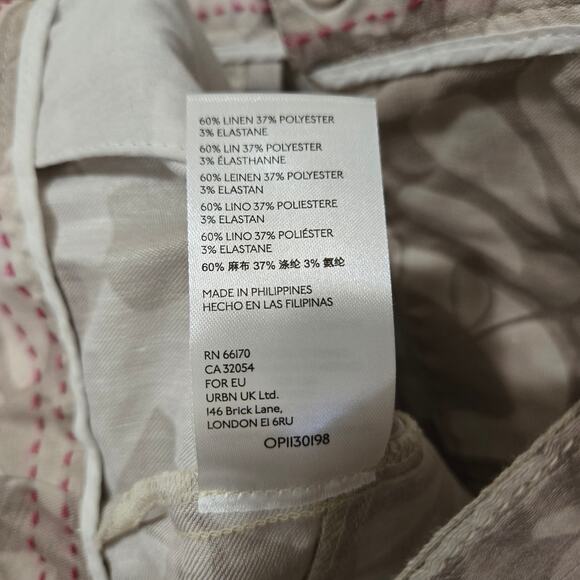 60% LINEN 37% POLYESTER
3% ELASTANE
60% LIN 37% POLYESTER
3% ÉLASTHANNE
60% LEINEN 37% POLYESTER
3% ELASTAN
60% LINO 37% POLIESTERE
3% ELASTAN
60% LINO 37% POLIÉSTER
3% ELASTANE
60% 麻布 37% 涤纶 3% 氨纶
MADE IN PHILIPPINES
HECHO EN LAS FILIPINAS
RN 66170
CA 32054
FOR EU
URBN UK Ltd.
146 Brick Lane,
LONDON E1 6RU
OP1130198